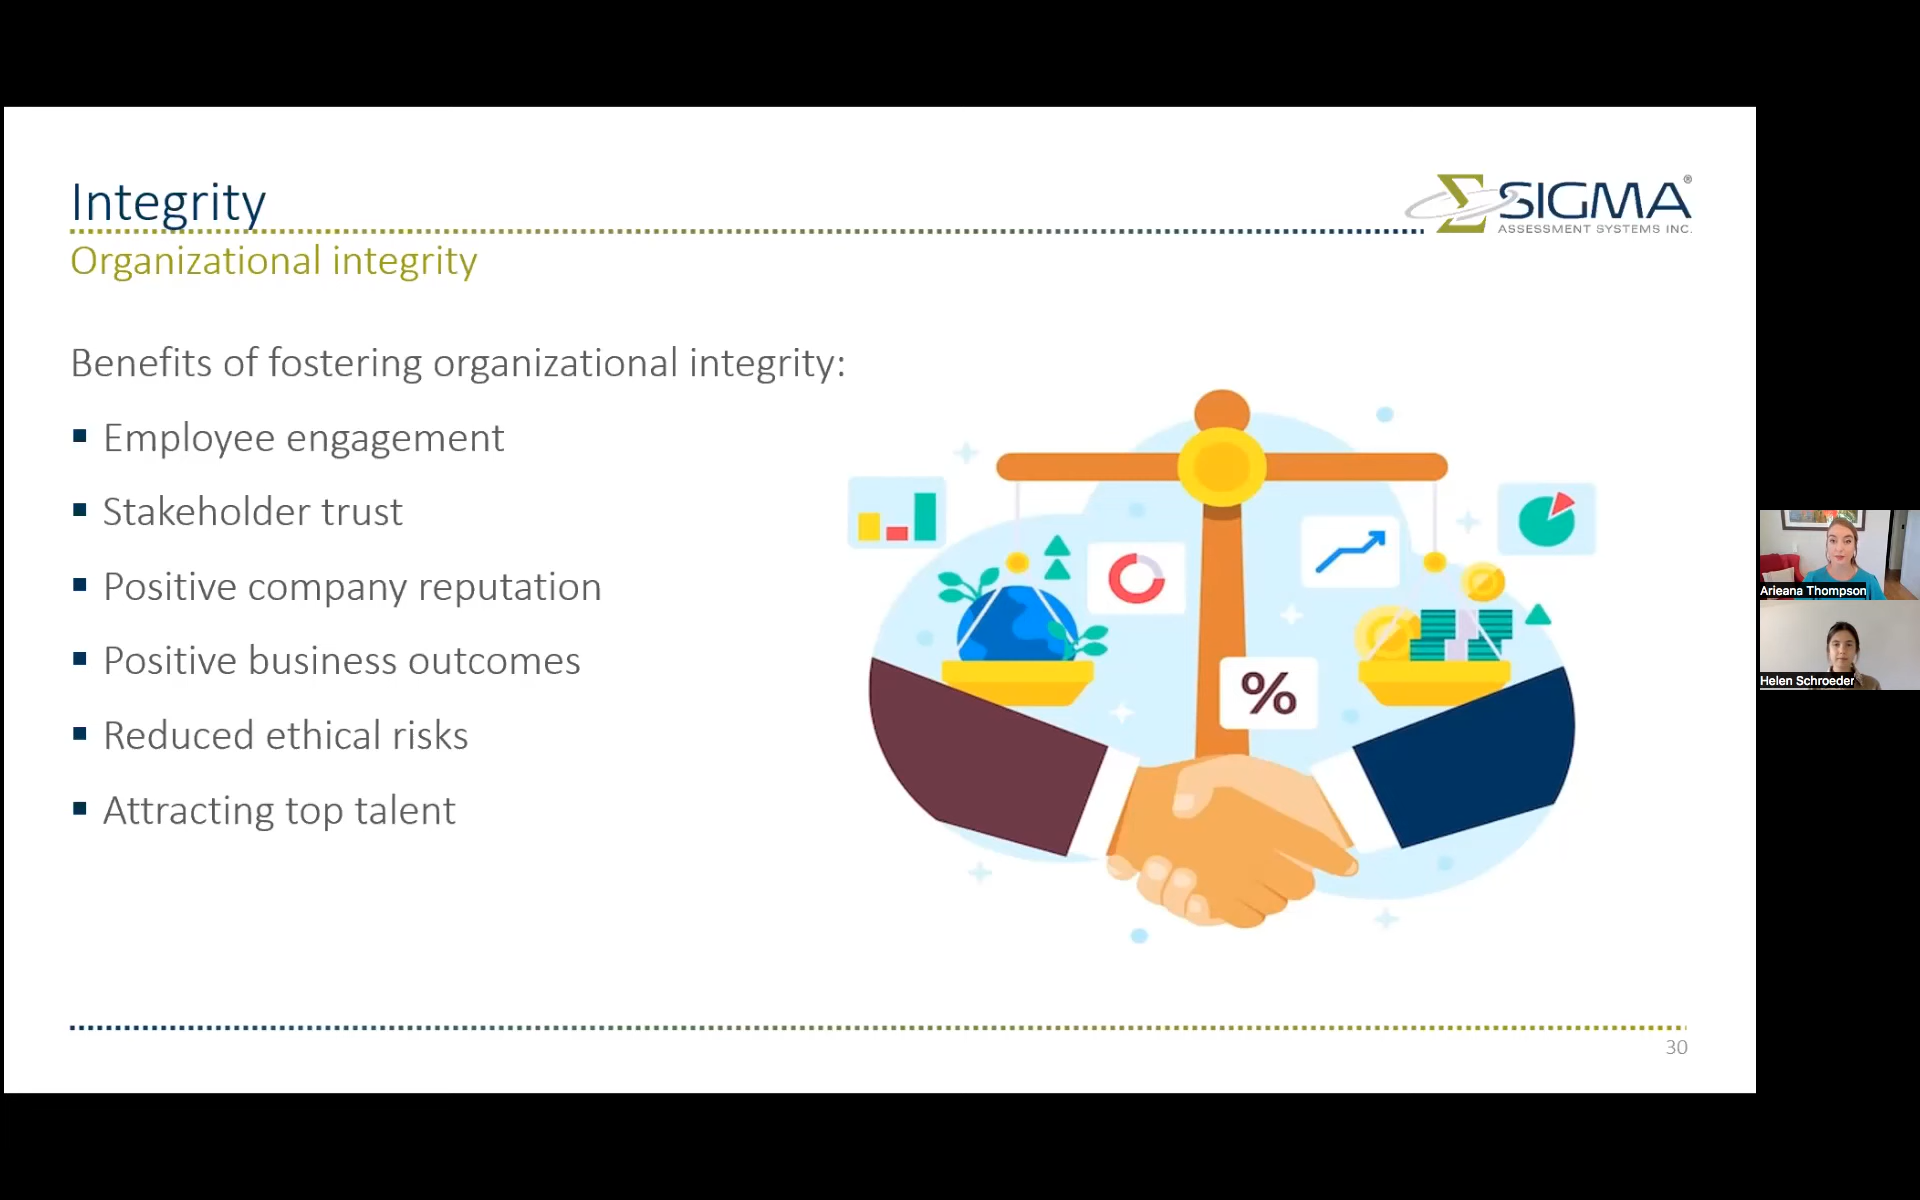 Integrity
Organizational integrity
ΣSIGMA®
ASSESSMENT SYSTEMS INC.
Benefits of fostering organizational integrity:
▪ Employee engagement
▪ Stakeholder trust
▪ Positive company reputation
▪ Positive business outcomes
▪ Reduced ethical risks
▪ Attracting top talent
%
30
Arieana Thompson
Helen Schroeder